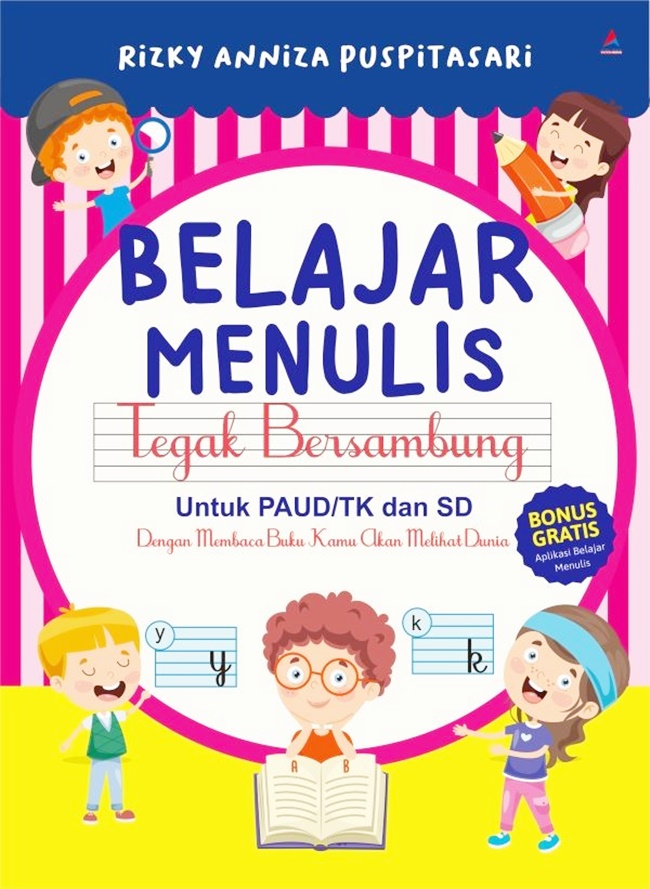 Rizky Anniza Puspitasari
BELAJAR
MENULIS
Tegak Bersambung
Untuk PAUD/TK dan SD
Dengan Membaca Buku Kamu Akan Melihat Dunia
BONUS
GRATIS
Aplikasi Belajar
Menulis
y
y
k
k
A B